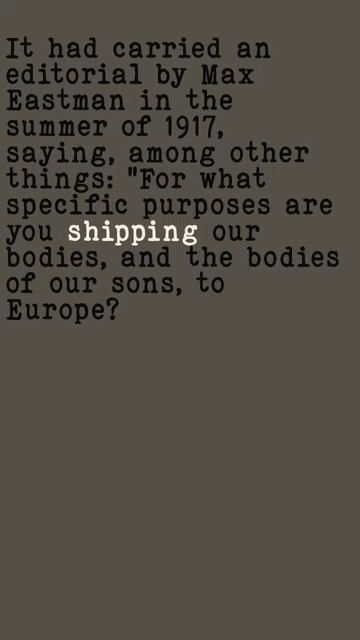 It had carried an
editorial by Max
Eastman in the
summer of 1917,
saying, among other
things: "For what
specific purposes are
you shipping our
bodies, and the bodies
of our sons, to
Europe?